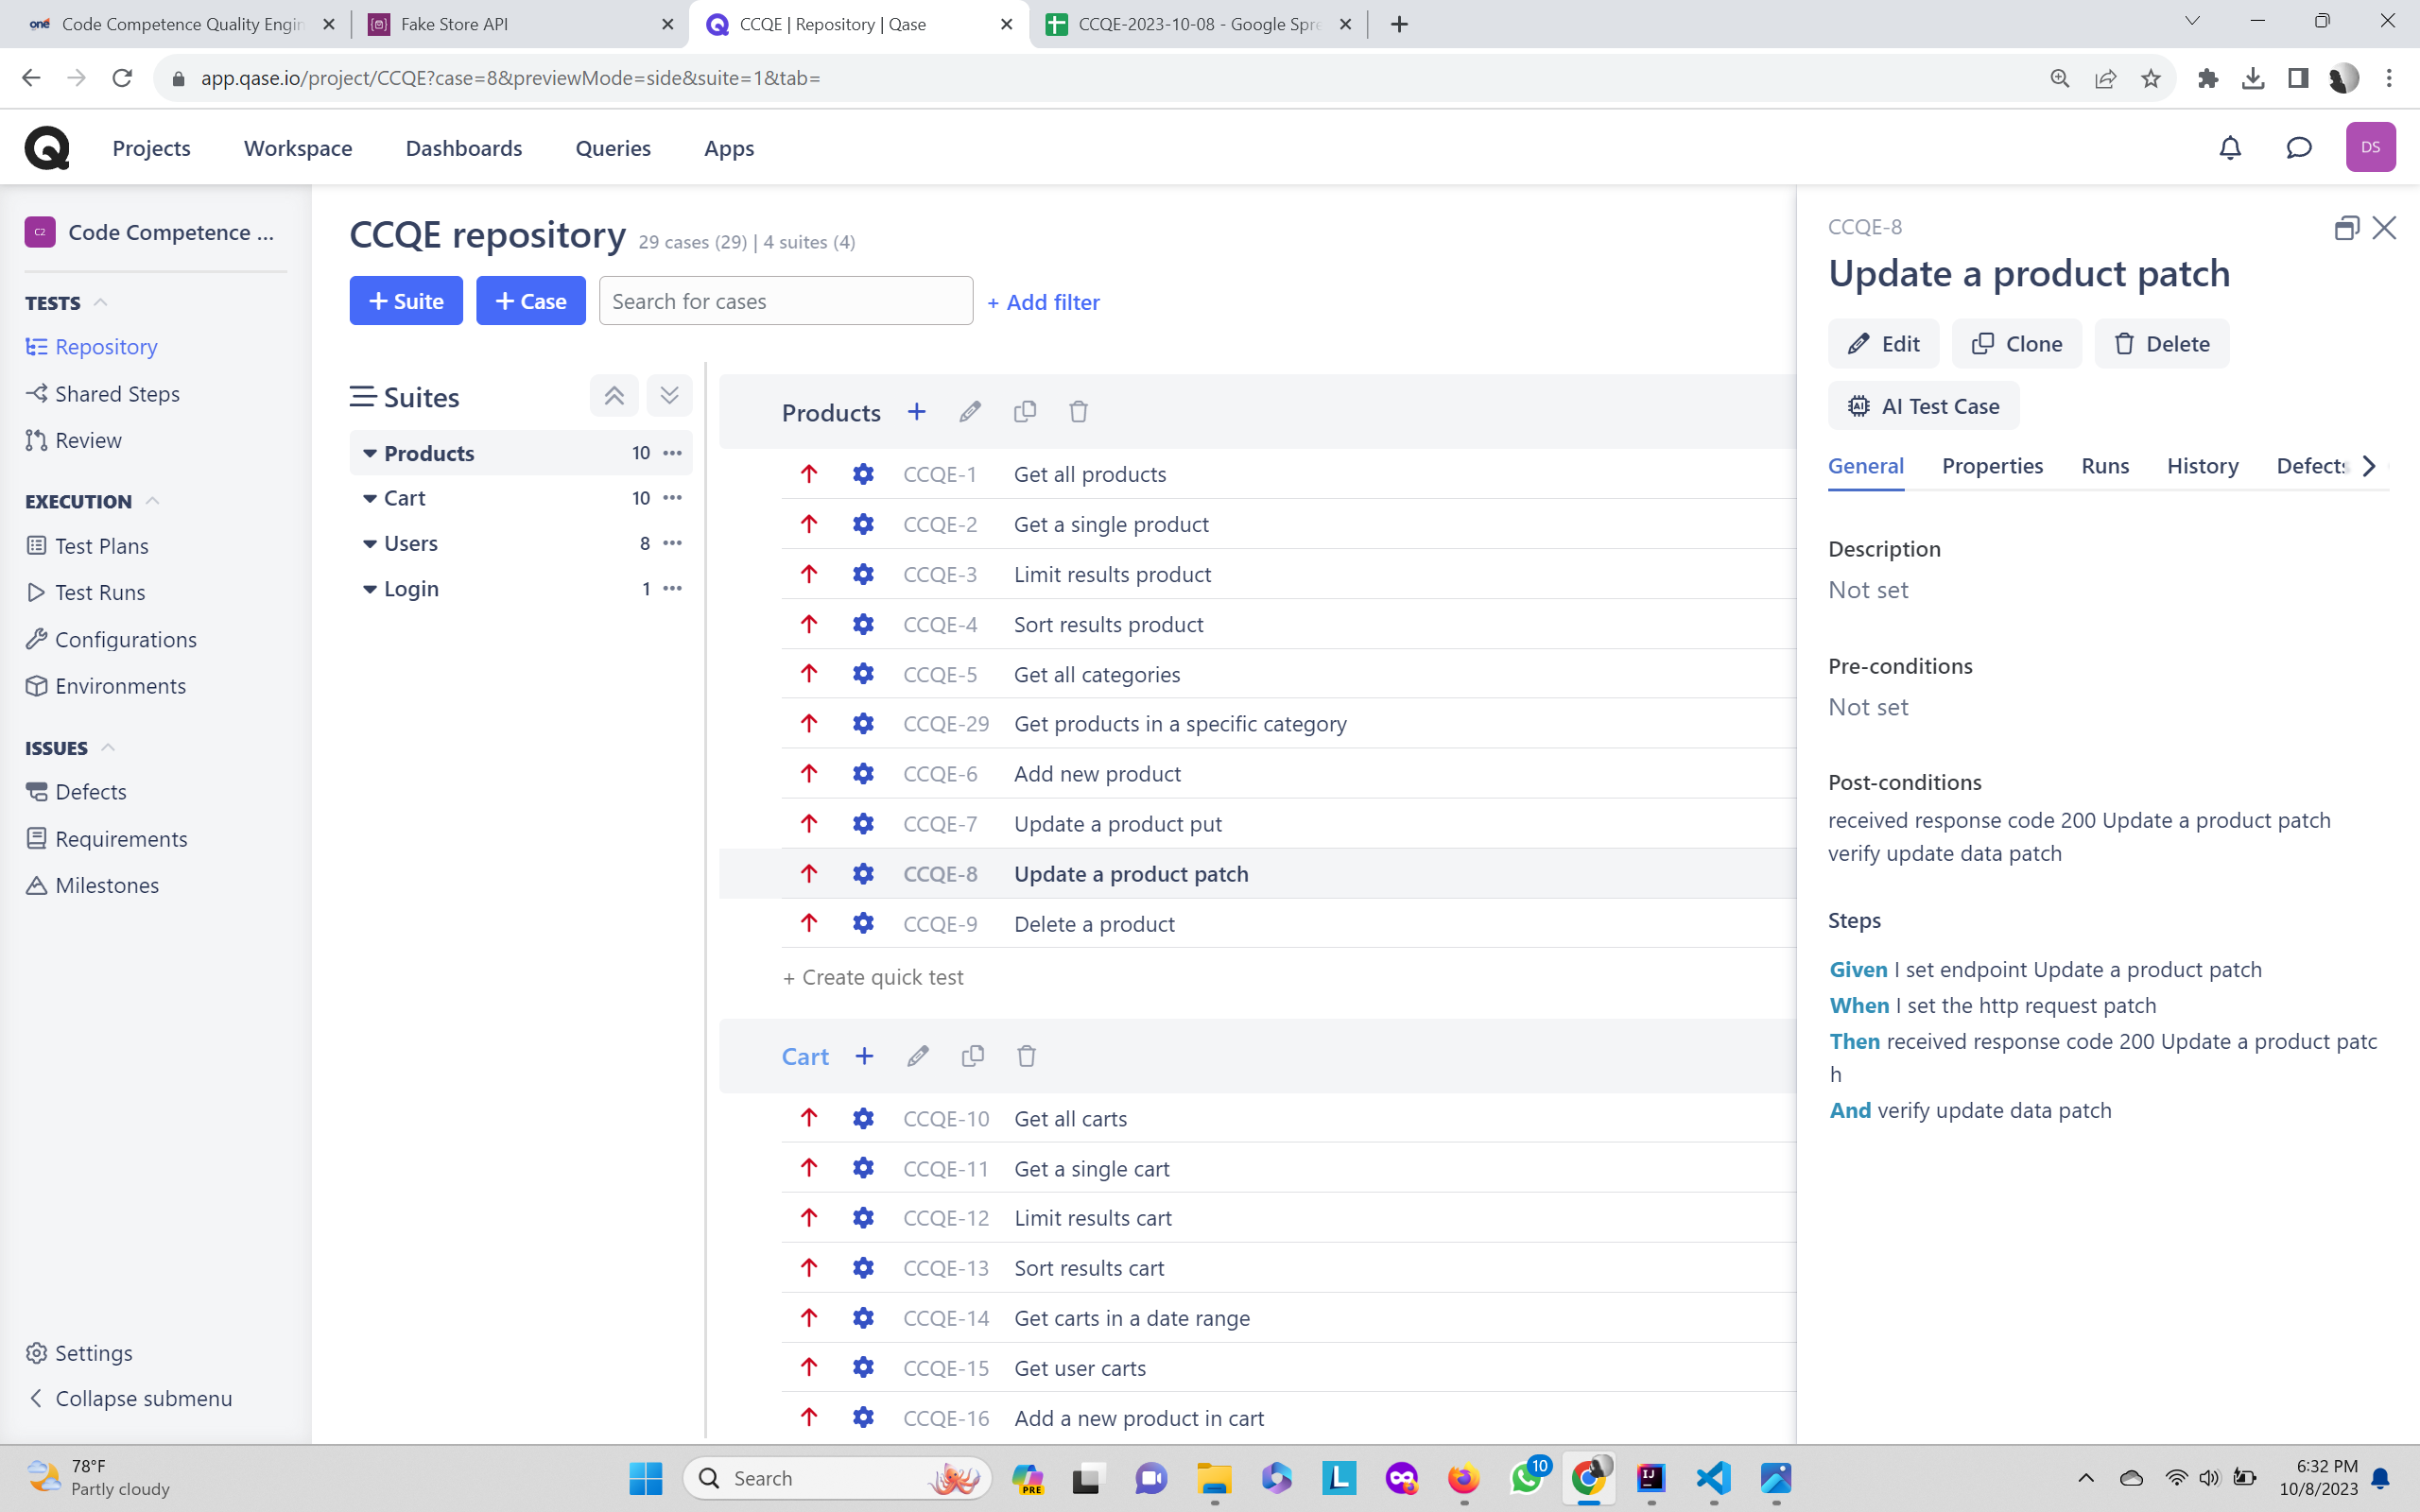 Code Competence Quality Engin
Fake Store API
CCQE | Repository | Qase
CCQE-2023-10-08 - Google Spre
app.qase.io/project/CCQE?case=8&previewMode=side&suite=1&tab=
Projects
Workspace
Dashboards
Queries
Apps
DS
C2
Code Competence ...
TESTS
Repository
Shared Steps
Review
EXECUTION
Test Plans
Test Runs
Configurations
Environments
ISSUES
Defects
Requirements
Milestones
Settings
Collapse submenu
CCQE repository 29 cases (29) | 4 suites (4)
+ Suite
+ Case
Search for cases
+ Add filter
Suites
Products 10
Cart 10
Users 8
Login 1
Products
CCQE-1 Get all products
CCQE-2 Get a single product
CCQE-3 Limit results product
CCQE-4 Sort results product
CCQE-5 Get all categories
CCQE-29 Get products in a specific category
CCQE-6 Add new product
CCQE-7 Update a product put
CCQE-8 Update a product patch
CCQE-9 Delete a product
+ Create quick test
Cart
CCQE-10 Get all carts
CCQE-11 Get a single cart
CCQE-12 Limit results cart
CCQE-13 Sort results cart
CCQE-14 Get carts in a date range
CCQE-15 Get user carts
CCQE-16 Add a new product in cart
CCQE-8
Update a product patch
Edit
Clone
Delete
AI Test Case
General
Properties
Runs
History
Defects
Description
Not set
Pre-conditions
Not set
Post-conditions
received response code 200 Update a product patch
verify update data patch
Steps
Given I set endpoint Update a product patch
When I set the http request patch
Then received response code 200 Update a product patc
h
And verify update data patch
78°F
Partly cloudy
Search
PRE
10
6:32 PM
10/8/2023